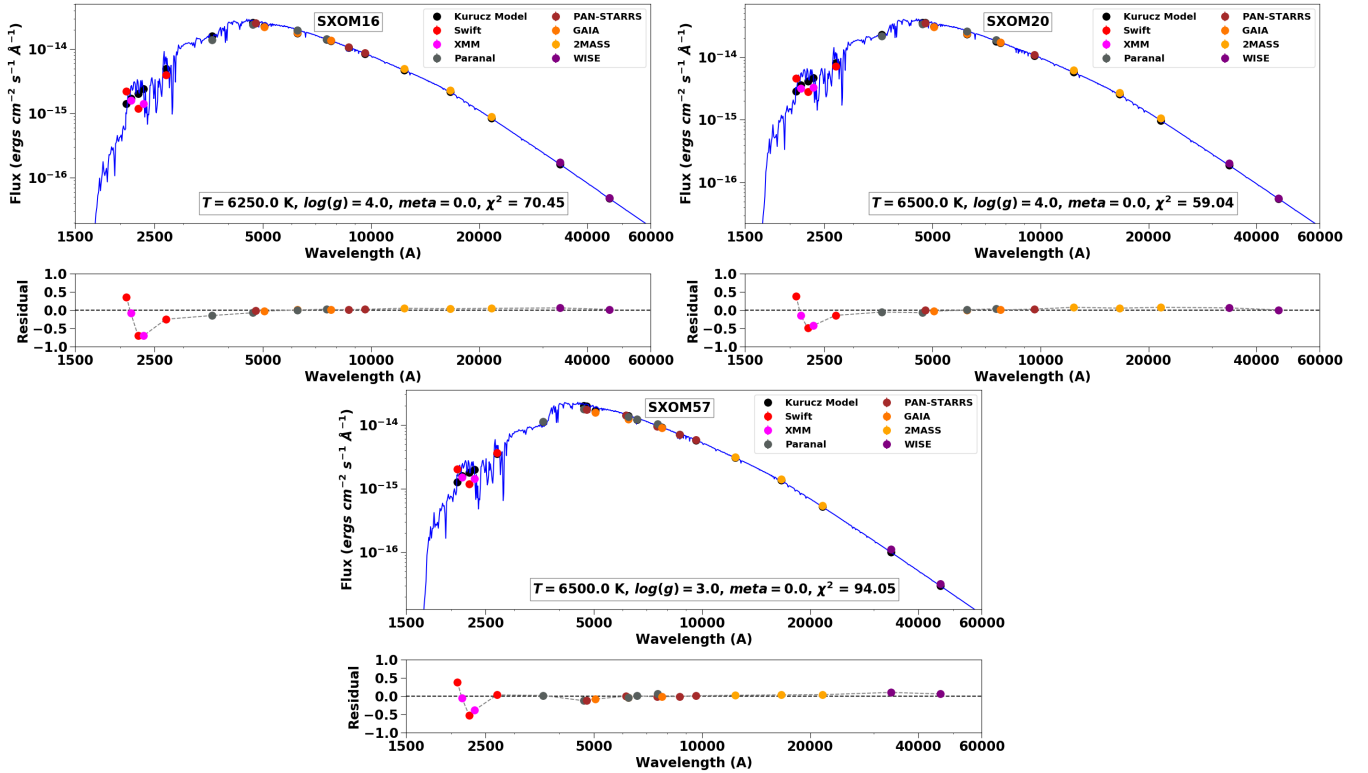 SXOM16
Kurucz Model
Swift
XMM
Paranal
PAN-STARRS
GAIA
2MASS
WISE
Flux (ergs cm⁻² s⁻¹ Å⁻¹)
10⁻¹⁴
10⁻¹⁵
10⁻¹⁶
T = 6250.0 K, log(g) = 4.0, meta = 0.0, χ² = 70.45
1500 2500 5000 10000 20000 40000 60000
Wavelength (A)
Residual
1.0
0.5
0.0
−0.5
−1.0
1500 2500 5000 10000 20000 40000 60000
Wavelength (A)
SXOM20
Kurucz Model
Swift
XMM
Paranal
PAN-STARRS
GAIA
2MASS
WISE
Flux (ergs cm⁻² s⁻¹ Å⁻¹)
10⁻¹⁴
10⁻¹⁵
10⁻¹⁶
T = 6500.0 K, log(g) = 4.0, meta = 0.0, χ² = 59.04
1500 2500 5000 10000 20000 40000 60000
Wavelength (A)
Residual
1.0
0.5
0.0
−0.5
−1.0
1500 2500 5000 10000 20000 40000 60000
Wavelength (A)
SXOM57
Kurucz Model
Swift
XMM
Paranal
PAN-STARRS
GAIA
2MASS
WISE
Flux (ergs cm⁻² s⁻¹ Å⁻¹)
10⁻¹⁴
10⁻¹⁵
10⁻¹⁶
T = 6500.0 K, log(g) = 3.0, meta = 0.0, χ² = 94.05
1500 2500 5000 10000 20000 40000 60000
Wavelength (A)
Residual
1.0
0.5
0.0
−0.5
−1.0
1500 2500 5000 10000 20000 40000 60000
Wavelength (A)